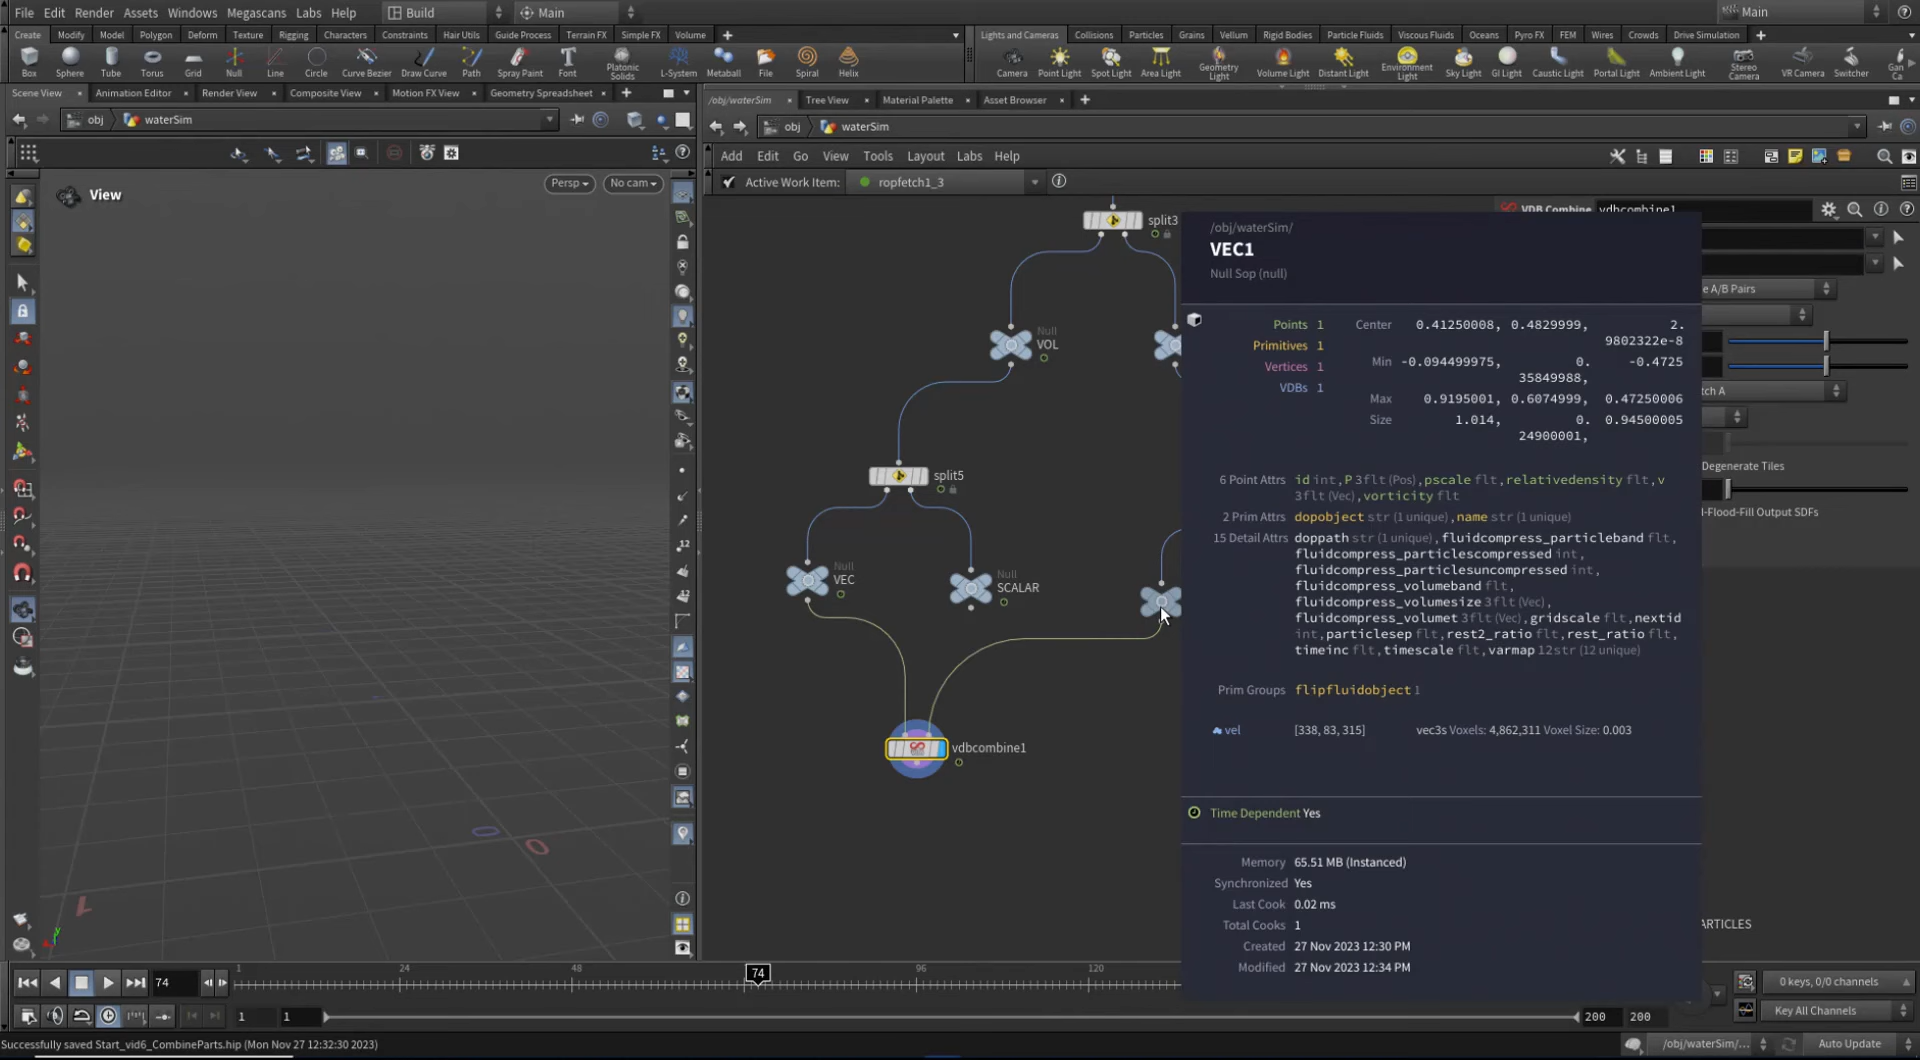 File Edit Render Assets Windows Megascans Labs Help Build Main Main
Create Modify Model Polygon Deform Texture Rigging Characters Constraints Hair Utils Guide Process Terrain FX Simple FX Volume
Lights and Cameras Collisions Particles Grains Vellum Rigid Bodies Particle Fluids Viscous Fluids Oceans Pyro FX FEM Wires Crowds Drive Simulation
Box Sphere Tube Torus Grid Null Line Circle Curve Bezier Draw Curve Path Spray Paint Font Platonic Solids L-System Metaball File Spiral Helix
Camera Point Light Spot Light Area Light Geometry Light Volume Light Distant Light Environment Light Sky Light GI Light Caustic Light Portal Light Ambient Light Stereo Camera VR Camera Switcher Gan Ca
Scene View Animation Editor Render View Composite View Motion FX View Geometry Spreadsheet
/obj/waterSim Tree View Material Palette Asset Browser
obj waterSim
obj waterSim
Add Edit Go View Tools Layout Labs Help
Active Work Item: ropfetch1_3
View
Persp No cam
split3
VDB Combine vdbcombine1
/obj/waterSim/
VEC1
Null Sop (null)
e A/B Pairs
Points 1 Center 0.41250008, 0.4829999, 2.
9802322e-8
Primitives 1
Vertices 1 Min -0.094499975, 0. -0.4725
35849988,
VDBs 1
Max 0.9195001, 0.6074999, 0.47250006
Size 1.014, 0. 0.94500005
24900001,
tch A
Null
VOL
Degenerate Tiles
d-Flood-Fill Output SDFs
6 Point Attrs id int, P 3flt (Pos), pscale flt, relativedensity flt, v
3flt (Vec), vorticity flt
2 Prim Attrs dopobject str (1 unique), name str (1 unique)
15 Detail Attrs doppath str (1 unique), fluidcompress_particleband flt,
fluidcompress_particlescompressed int,
fluidcompress_particlesuncompressed int,
fluidcompress_volumeband flt,
fluidcompress_volumesize 3flt (Vec),
fluidcompress_volumet 3flt (Vec), gridscale flt, nextid
int, particlesep flt, rest2_ratio flt, rest_ratio flt,
timeinc flt, timescale flt, varmap 12str (12 unique)
split5
Null
VEC
Null
SCALAR
Prim Groups flipfluidobject 1
vel [338, 83, 315] vec3s Voxels: 4,862,311 Voxel Size: 0.003
vdbcombine1
Time Dependent Yes
Memory 65.51 MB (Instanced)
Synchronized Yes
Last Cook 0.02 ms
Total Cooks 1
Created 27 Nov 2023 12:30 PM
Modified 27 Nov 2023 12:34 PM
ARTICLES
74 1 24 48 74 96 120
0 keys, 0/0 channels
1 1 200 200 Key All Channels
Successfully saved Start_vid6_CombineParts.hip (Mon Nov 27 12:32:30 2023)
/obj/waterSim/... Auto Update